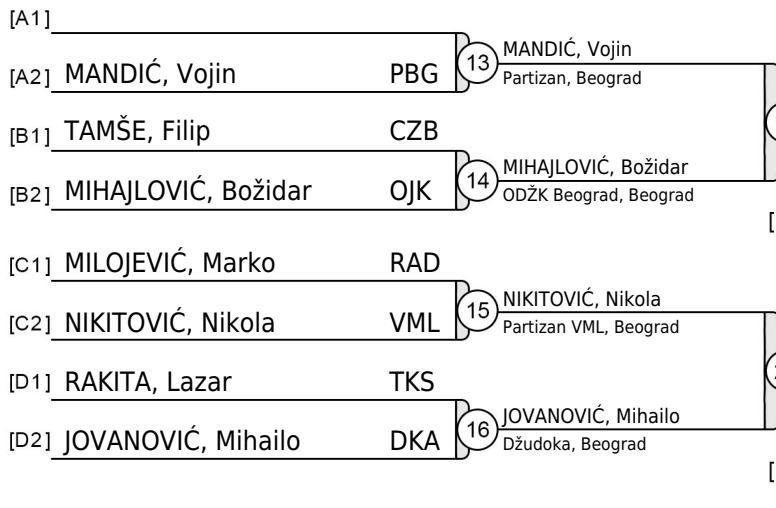 [A1]
[A2] MANDIĆ, Vojin PBG
13
MANDIĆ, Vojin
Partizan, Beograd
[B1] TAMŠE, Filip CZB
[B2] MIHAJLOVIĆ, Božidar OJK
14
MIHAJLOVIĆ, Božidar
ODŽK Beograd, Beograd
[
[C1] MILOJEVIĆ, Marko RAD
[C2] NIKITOVIĆ, Nikola VML
15
NIKITOVIĆ, Nikola
Partizan VML, Beograd
[D1] RAKITA, Lazar TKS
[D2] JOVANOVIĆ, Mihailo DKA
16
JOVANOVIĆ, Mihailo
Džudoka, Beograd
[